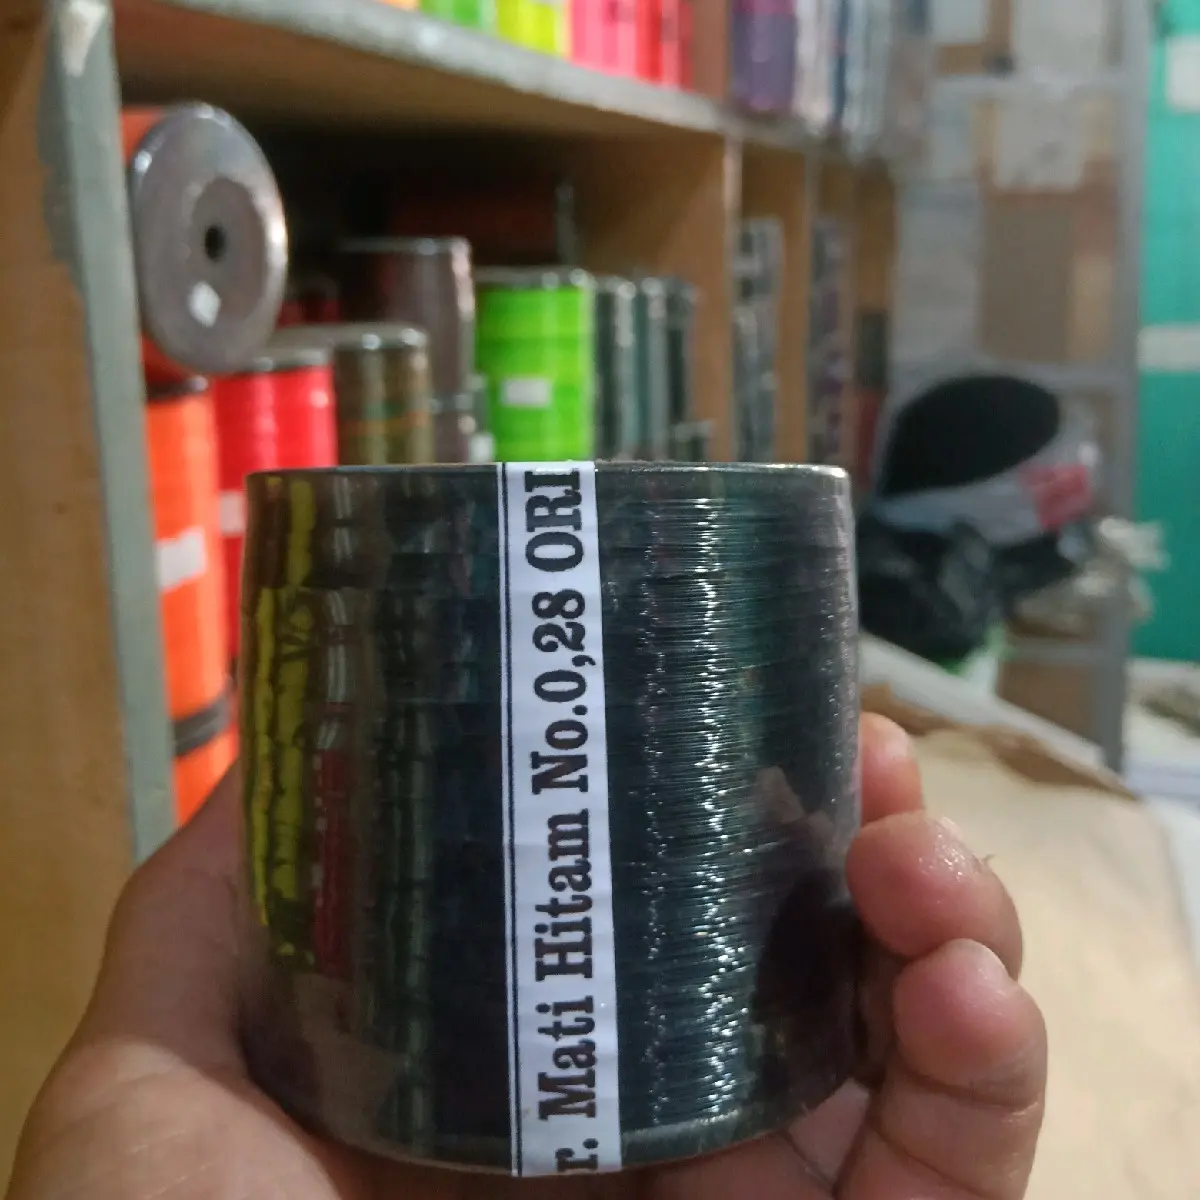 r. Mati Hitam No.0,28 ORI